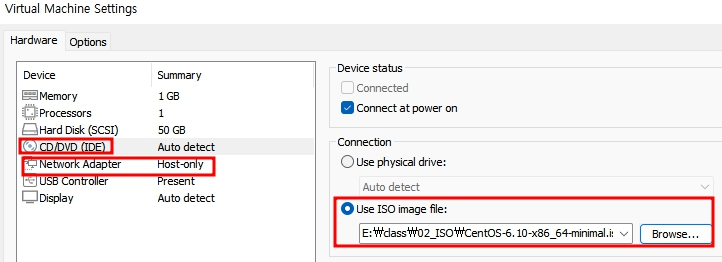 Virtual Machine Settings
Hardware Options
Device Summary
Memory 1 GB
Processors 1
Hard Disk (SCSI) 50 GB
CD/DVD (IDE) Auto detect
Network Adapter Host-only
USB Controller Present
Display Auto detect
Device status
Connected
Connect at power on
Connection
Use physical drive:
Auto detect
Use ISO image file:
E:₩class₩02_ISO₩CentOS-6.10-x86_64-minimal.is
Browse...